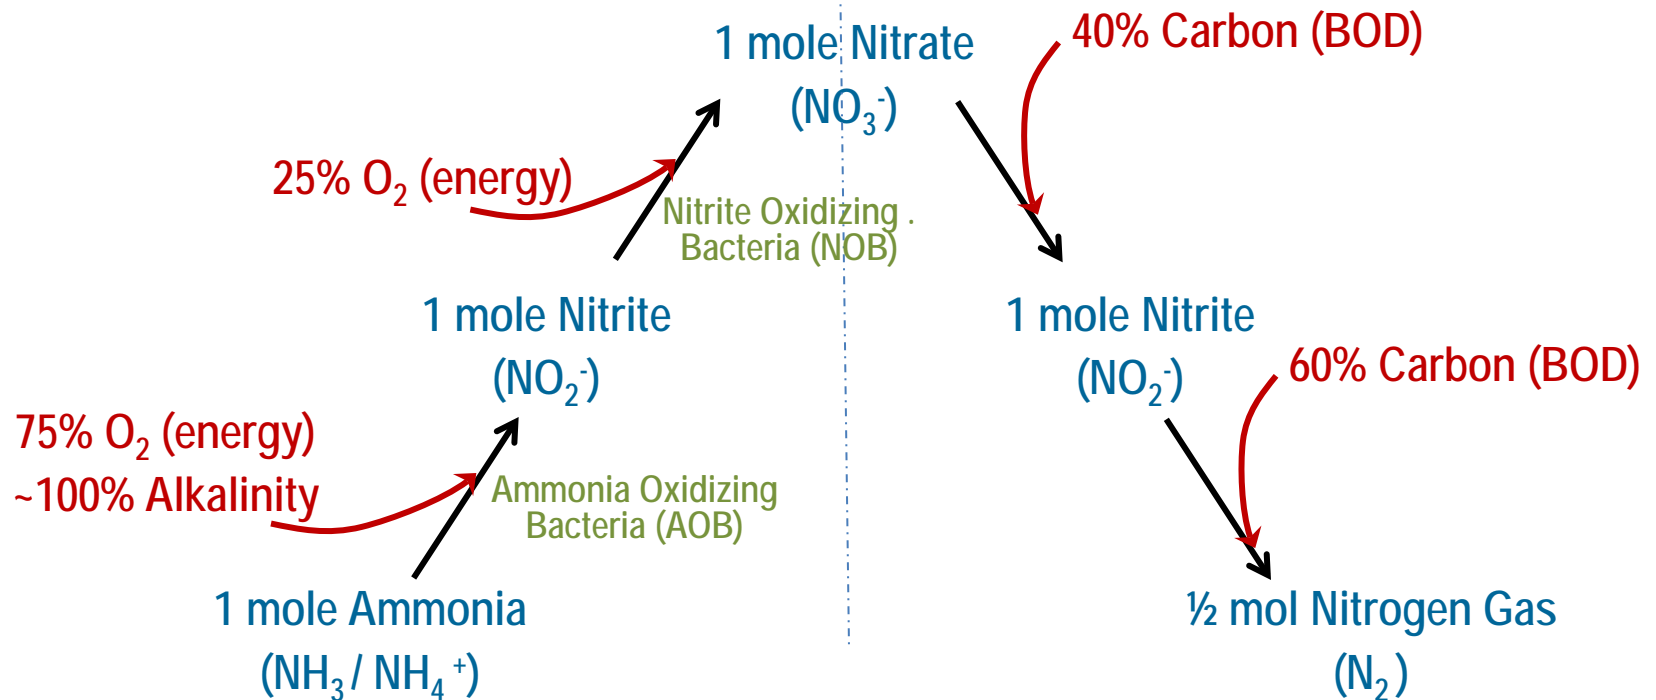 1 mole Nitrate
(NO₃⁻)
40% Carbon (BOD)
25% O₂ (energy)
Nitrite Oxidizing .
Bacteria (NOB)
1 mole Nitrite
(NO₂⁻)
1 mole Nitrite
(NO₂⁻)
60% Carbon (BOD)
75% O₂ (energy)
~100% Alkalinity
Ammonia Oxidizing
Bacteria (AOB)
1 mole Ammonia
(NH₃ / NH₄⁺)
½ mol Nitrogen Gas
(N₂)